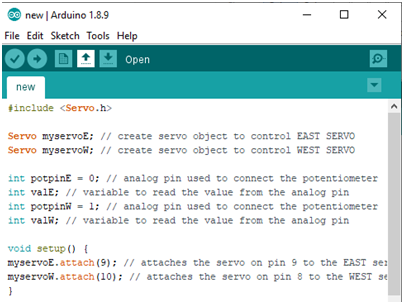 new | Arduino 1.8.9
File Edit Sketch Tools Help
Open
new
#include <Servo.h>
Servo myservoE; // create servo object to control EAST SERVO
Servo myservoW; // create servo object to control WEST SERVO
int potpinE = 0; // analog pin used to connect the potentiometer
int valE; // variable to read the value from the analog pin
int potpinW = 1; // analog pin used to connect the potentiometer
int valW; // variable to read the value from the analog pin
void setup() {
myservoE.attach(9); // attaches the servo on pin 9 to the EAST ser
myservoW.attach(10); // attaches the servo on pin 8 to the WEST se
}